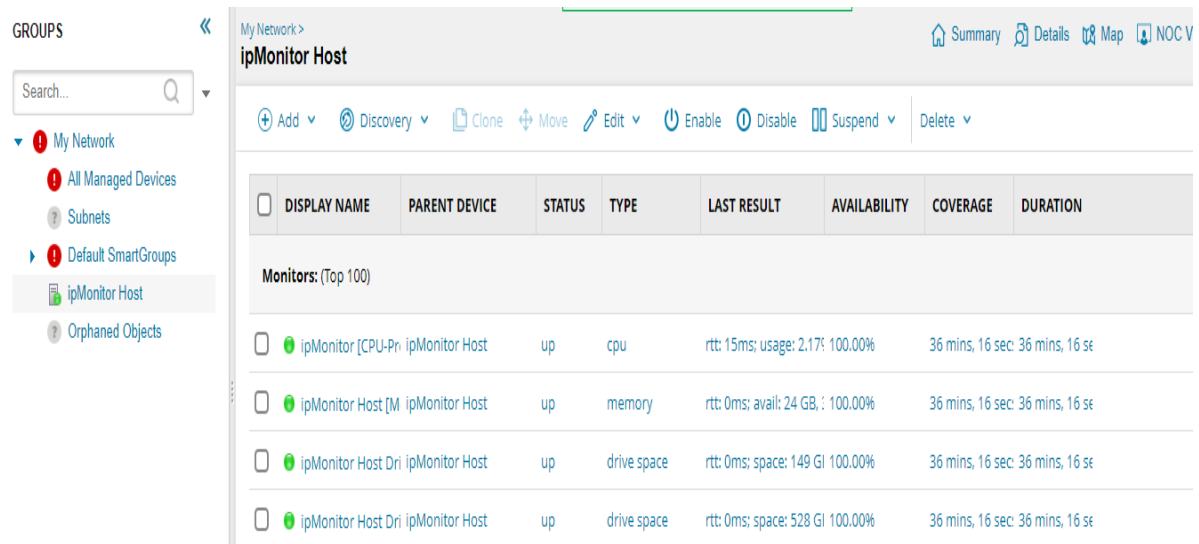 GROUPS
Search...
My Network
All Managed Devices
Subnets
Default SmartGroups
ipMonitor Host
Orphaned Objects
My Network >
ipMonitor Host
Summary Details Map NOC V
Add Discovery Clone Move Edit Enable Disable Suspend Delete
DISPLAY NAME PARENT DEVICE STATUS TYPE LAST RESULT AVAILABILITY COVERAGE DURATION
Monitors: (Top 100)
ipMonitor [CPU-Pr ipMonitor Host up cpu rtt: 15ms; usage: 2.17% 100.00% 36 mins, 16 sec 36 mins, 16 se
ipMonitor Host [M ipMonitor Host up memory rtt: 0ms; avail: 24 GB, 100.00% 36 mins, 16 sec 36 mins, 16 se
ipMonitor Host Dri ipMonitor Host up drive space rtt: 0ms; space: 149 G 100.00% 36 mins, 16 sec 36 mins, 16 se
ipMonitor Host Dri ipMonitor Host up drive space rtt: 0ms; space: 528 G 100.00% 36 mins, 16 sec 36 mins, 16 se